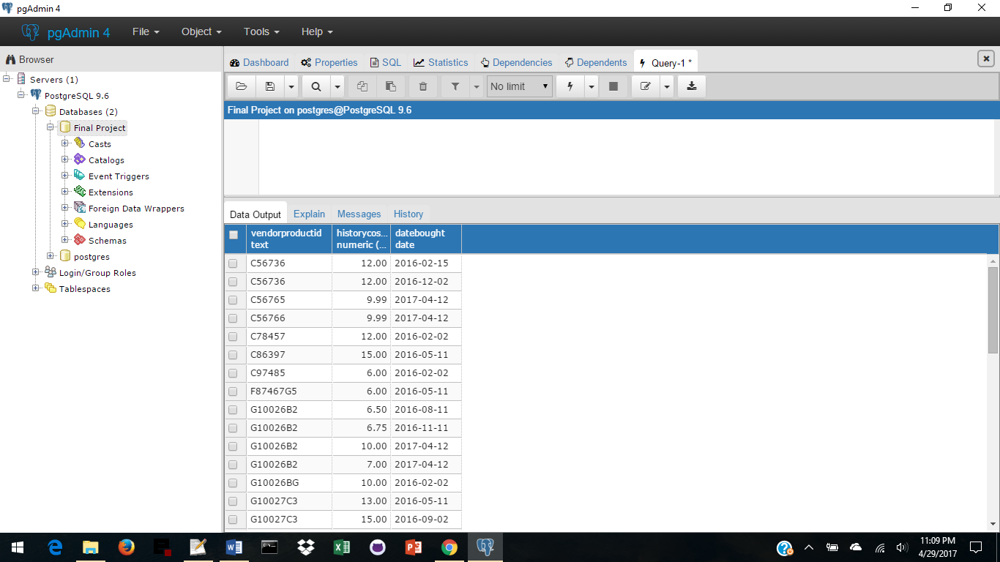 pgAdmin 4
pgAdmin 4 File Object Tools Help
Browser
Servers (1)
PostgreSQL 9.6
Databases (2)
Final Project
Casts
Catalogs
Event Triggers
Extensions
Foreign Data Wrappers
Languages
Schemas
postgres
Login/Group Roles
Tablespaces
Dashboard Properties SQL Statistics Dependencies Dependents Query-1 *
No limit
Final Project on postgres@PostgreSQL 9.6
Data Output Explain Messages History
vendorproductid historycos... datebought
text numeric (... date
C56736 12.00 2016-02-15
C56736 12.00 2016-12-02
C56765 9.99 2017-04-12
C56766 9.99 2017-04-12
C78457 12.00 2016-02-02
C86397 15.00 2016-05-11
C97485 6.00 2016-02-02
F87467G5 6.00 2016-05-11
G10026B2 6.50 2016-08-11
G10026B2 6.75 2016-11-11
G10026B2 10.00 2017-04-12
G10026B2 7.00 2017-04-12
G10026BG 10.00 2016-02-02
G10027C3 13.00 2016-05-11
G10027C3 15.00 2016-09-02
11:09 PM
4/29/2017